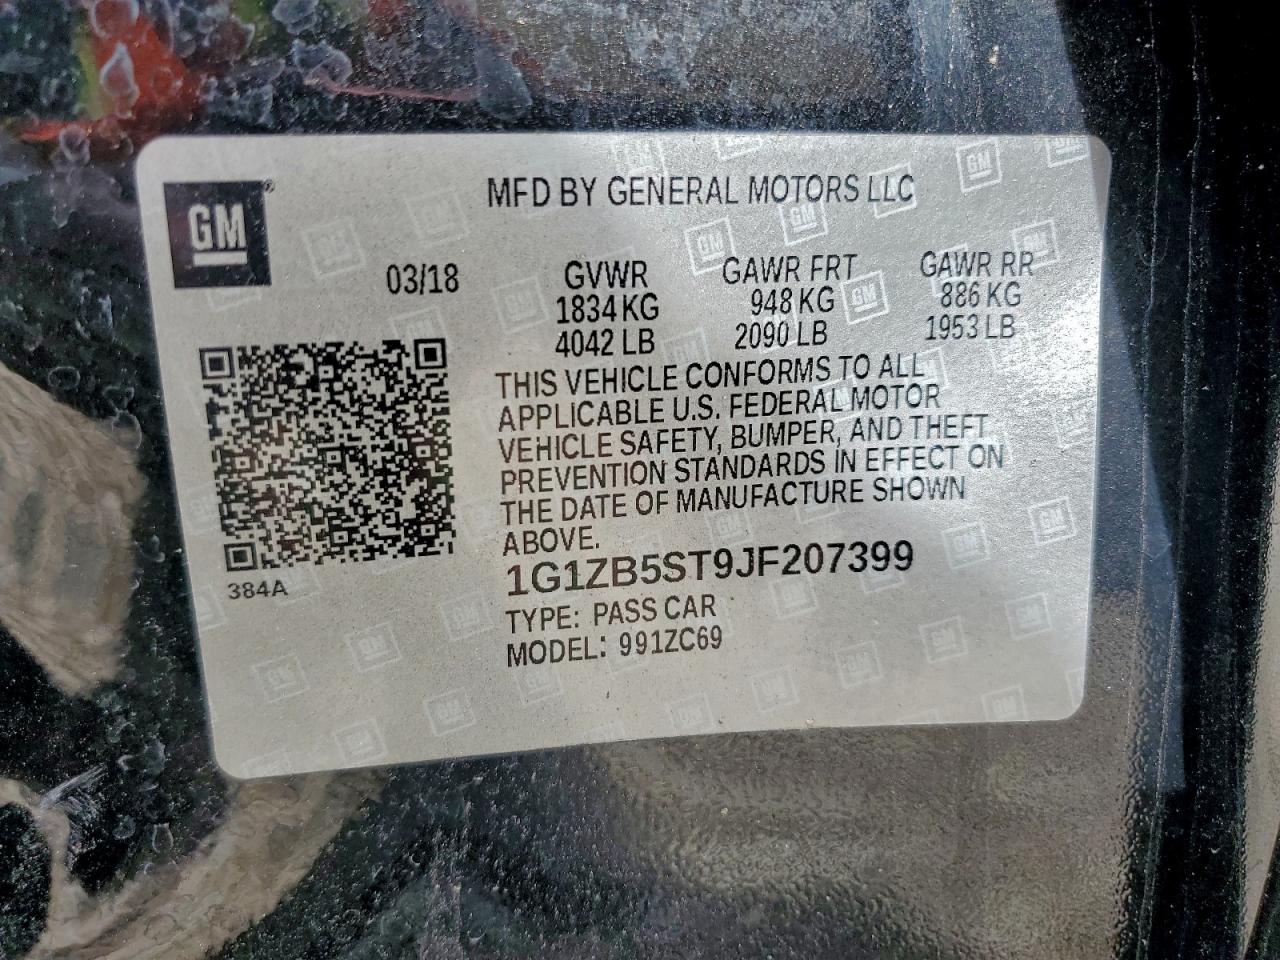 GM®
MFD BY GENERAL MOTORS LLC
03/18
GVWR GAWR FRT GAWR RR
1834 KG 948 KG 886 KG
4042 LB 2090 LB 1953 LB
THIS VEHICLE CONFORMS TO ALL
APPLICABLE U.S. FEDERAL MOTOR
VEHICLE SAFETY, BUMPER, AND THEFT
PREVENTION STANDARDS IN EFFECT ON
THE DATE OF MANUFACTURE SHOWN
ABOVE.
384A
1G1ZB5ST9JF207399
TYPE: PASS CAR
MODEL: 991ZC69